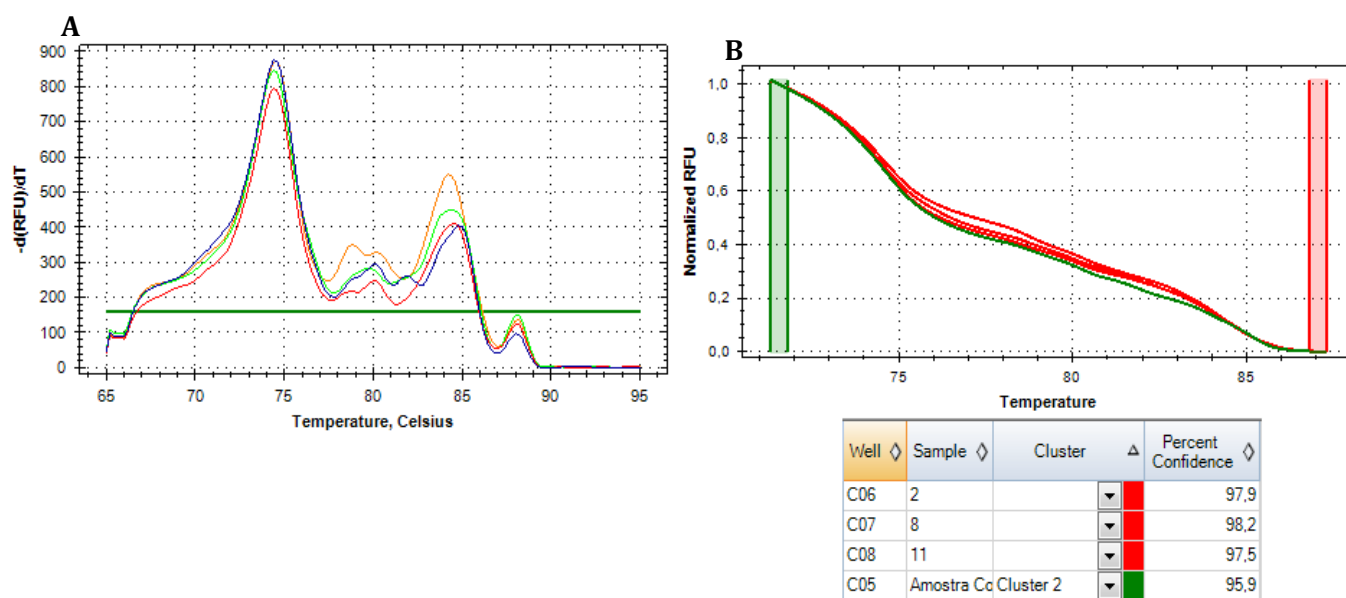 A
900
800
700
600
500
400
300
200
100
0
-d(RFU)/dT
65 70 75 80 85 90 95
Temperature, Celsius
B
1,0
0,8
0,6
0,4
0,2
0,0
Normalized RFU
75 80 85
Temperature
Well Sample Cluster Percent Confidence
C06 2 97,9
C07 8 98,2
C08 11 97,5
C05 Amostra Co Cluster 2 95,9